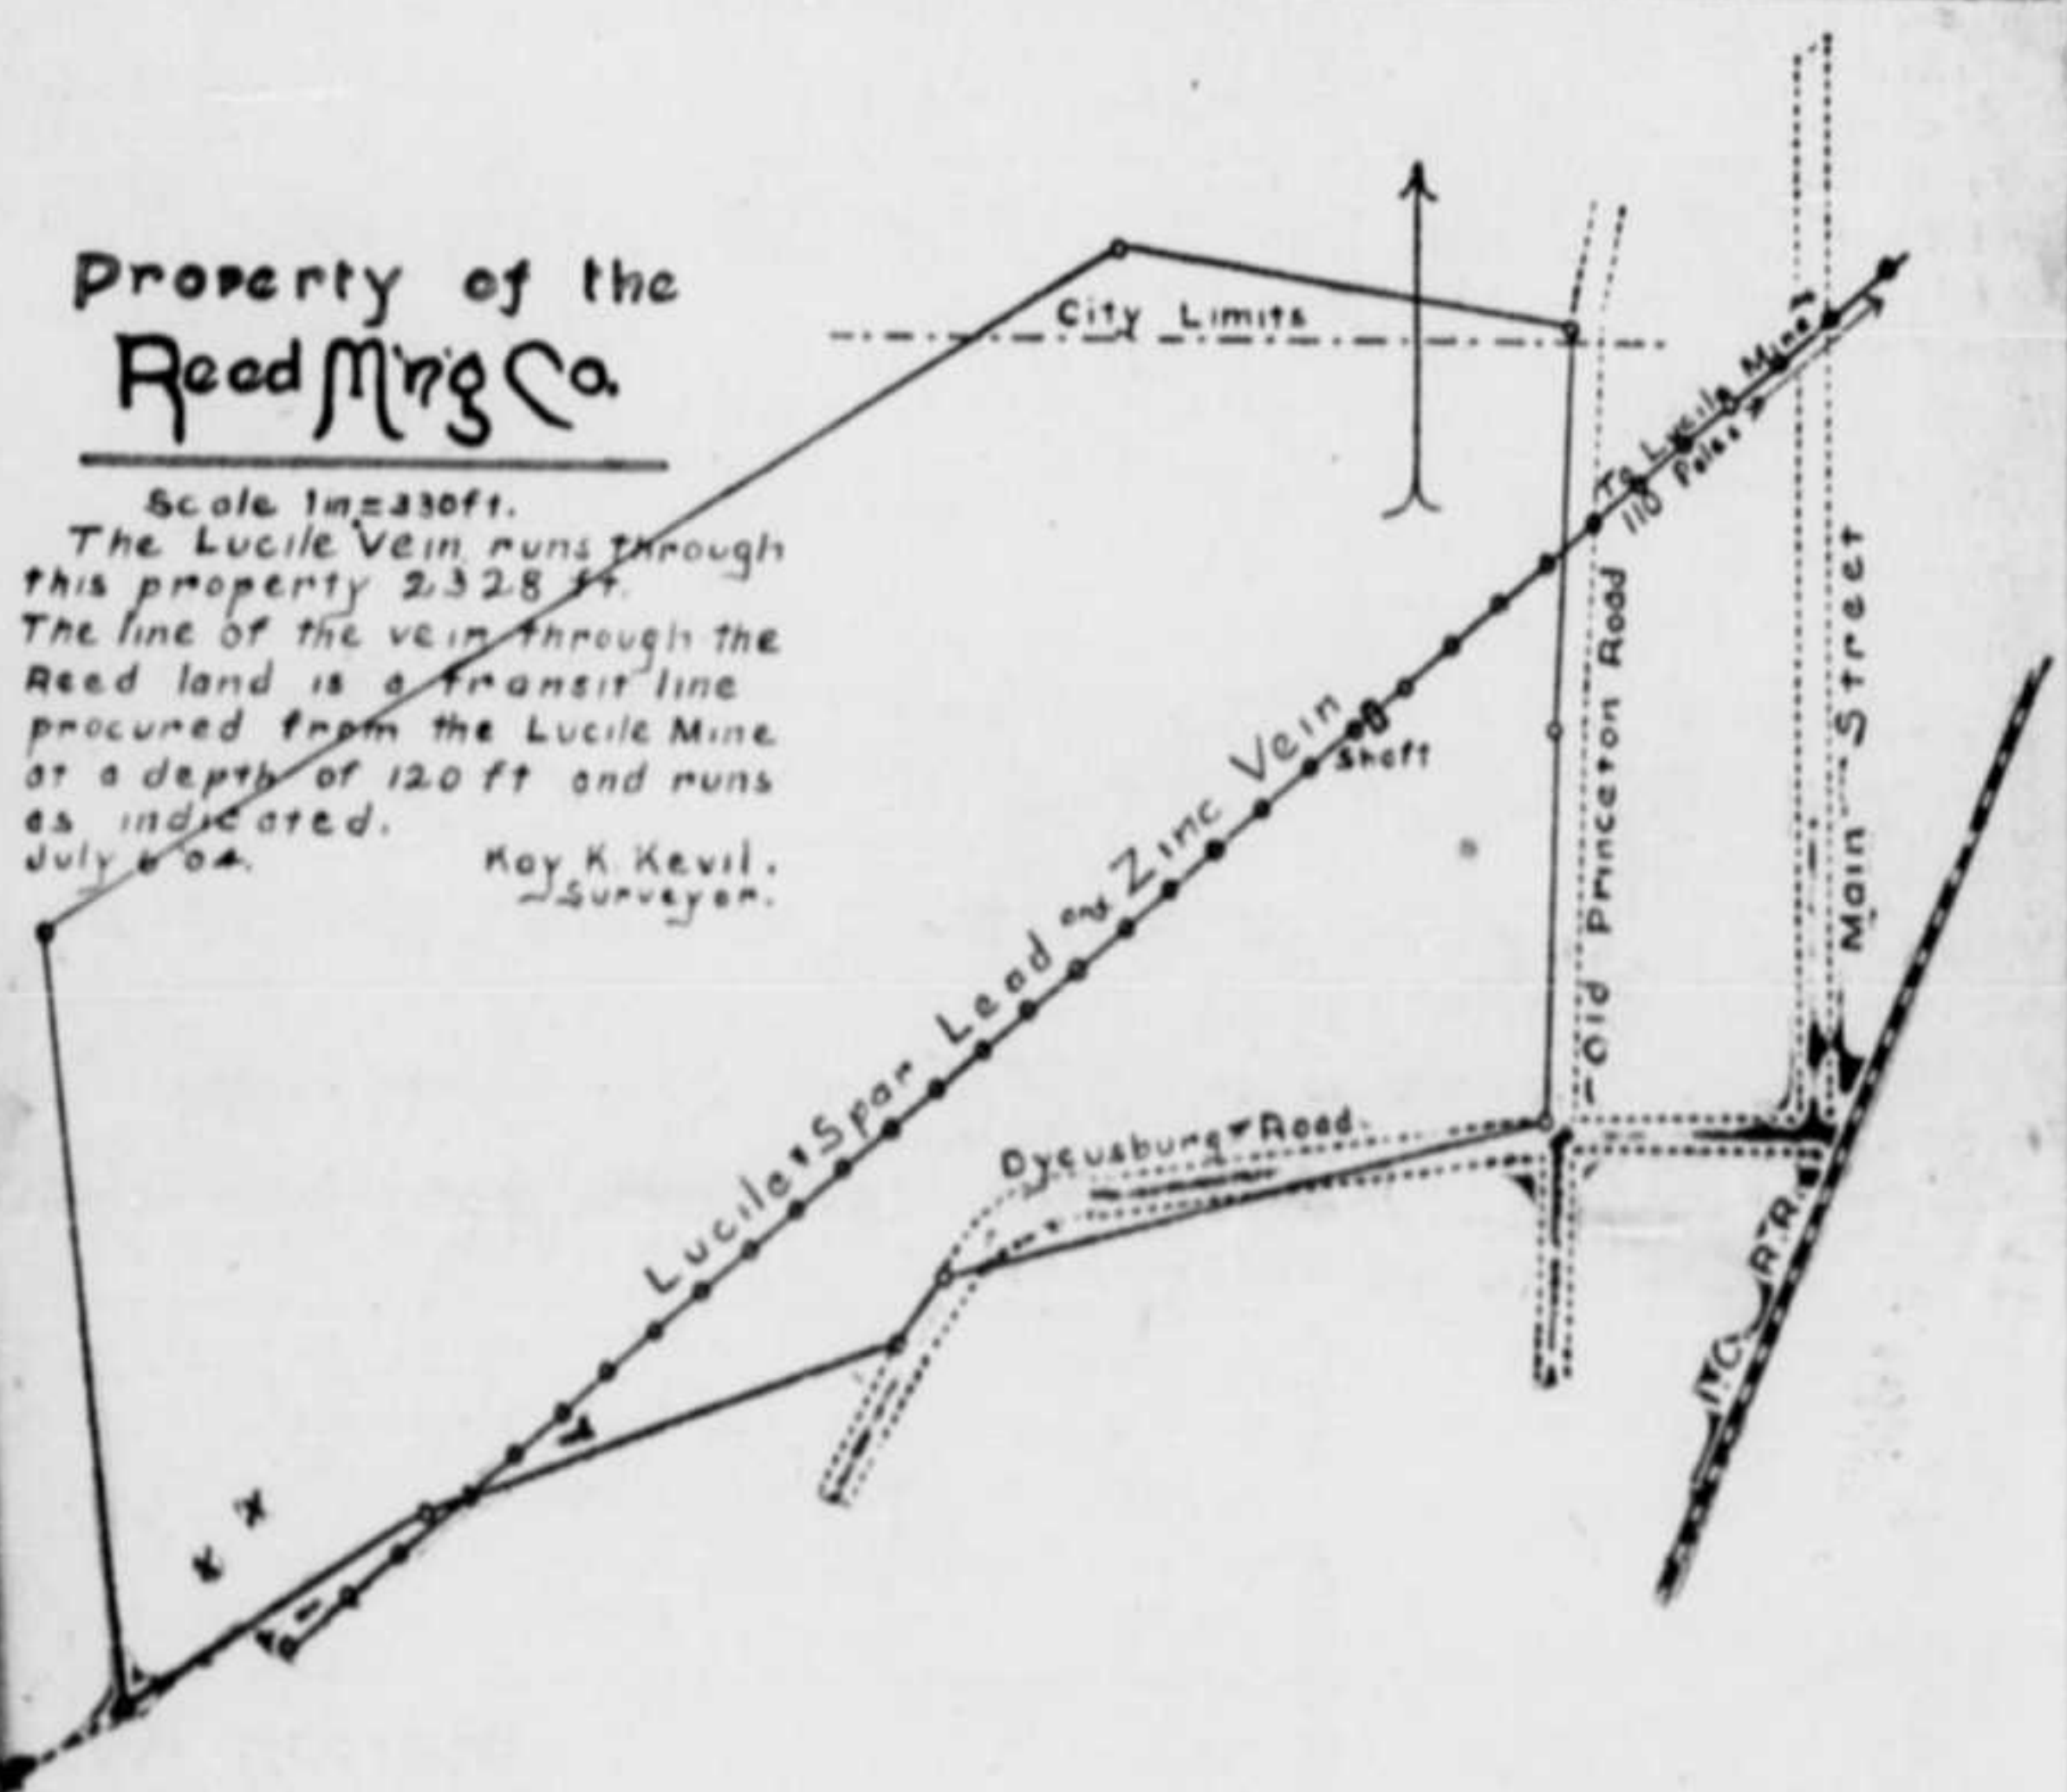 Property of the
Reed M'n'g Co.
Scale 1in.=330ft.
The Lucile Vein runs through
this property 2328 ft.
The line of the vein through the
Reed land is a transit line
procured from the Lucile Mine
at a depth of 120 ft and runs
as indicated.
July 6 04.
Kay K. Kevil.
Surveyor.
City Limits
To Lucile Mine
110 Poles
Main Street
Old Princeton Road
Shaft
Lucile Spar Lead and Zinc Vein
Dycusburg Road.
I.C. R.R.